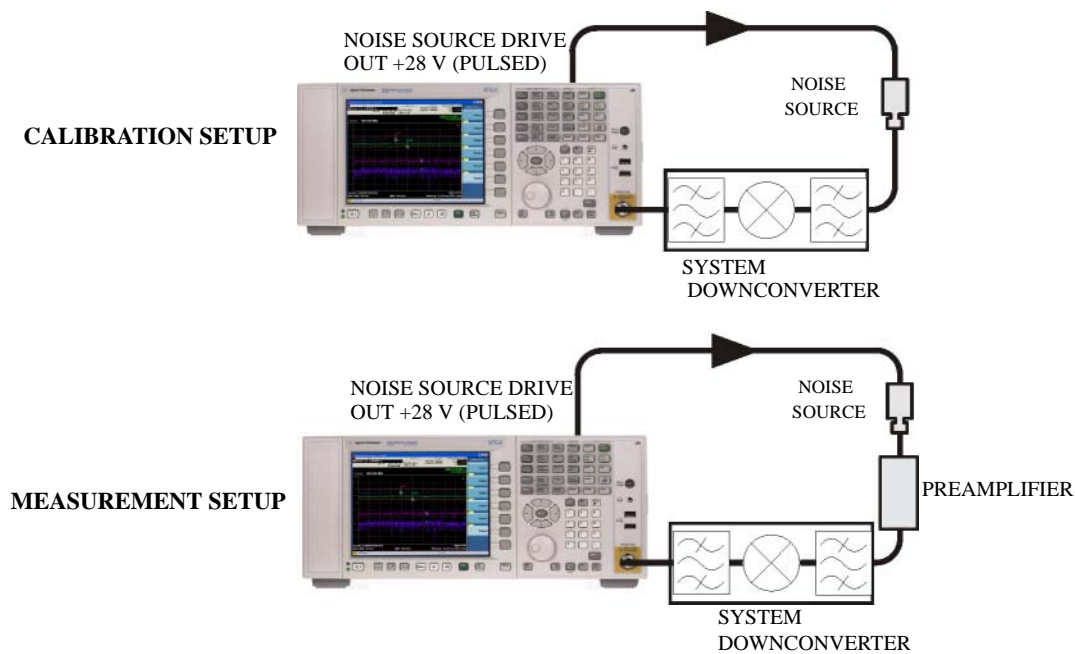 NOISE SOURCE DRIVE
OUT +28 V (PULSED)
NOISE
SOURCE
CALIBRATION SETUP
SYSTEM
DOWNCONVERTER
NOISE SOURCE DRIVE
OUT +28 V (PULSED)
NOISE
SOURCE
MEASUREMENT SETUP
PREAMPLIFIER
SYSTEM
DOWNCONVERTER